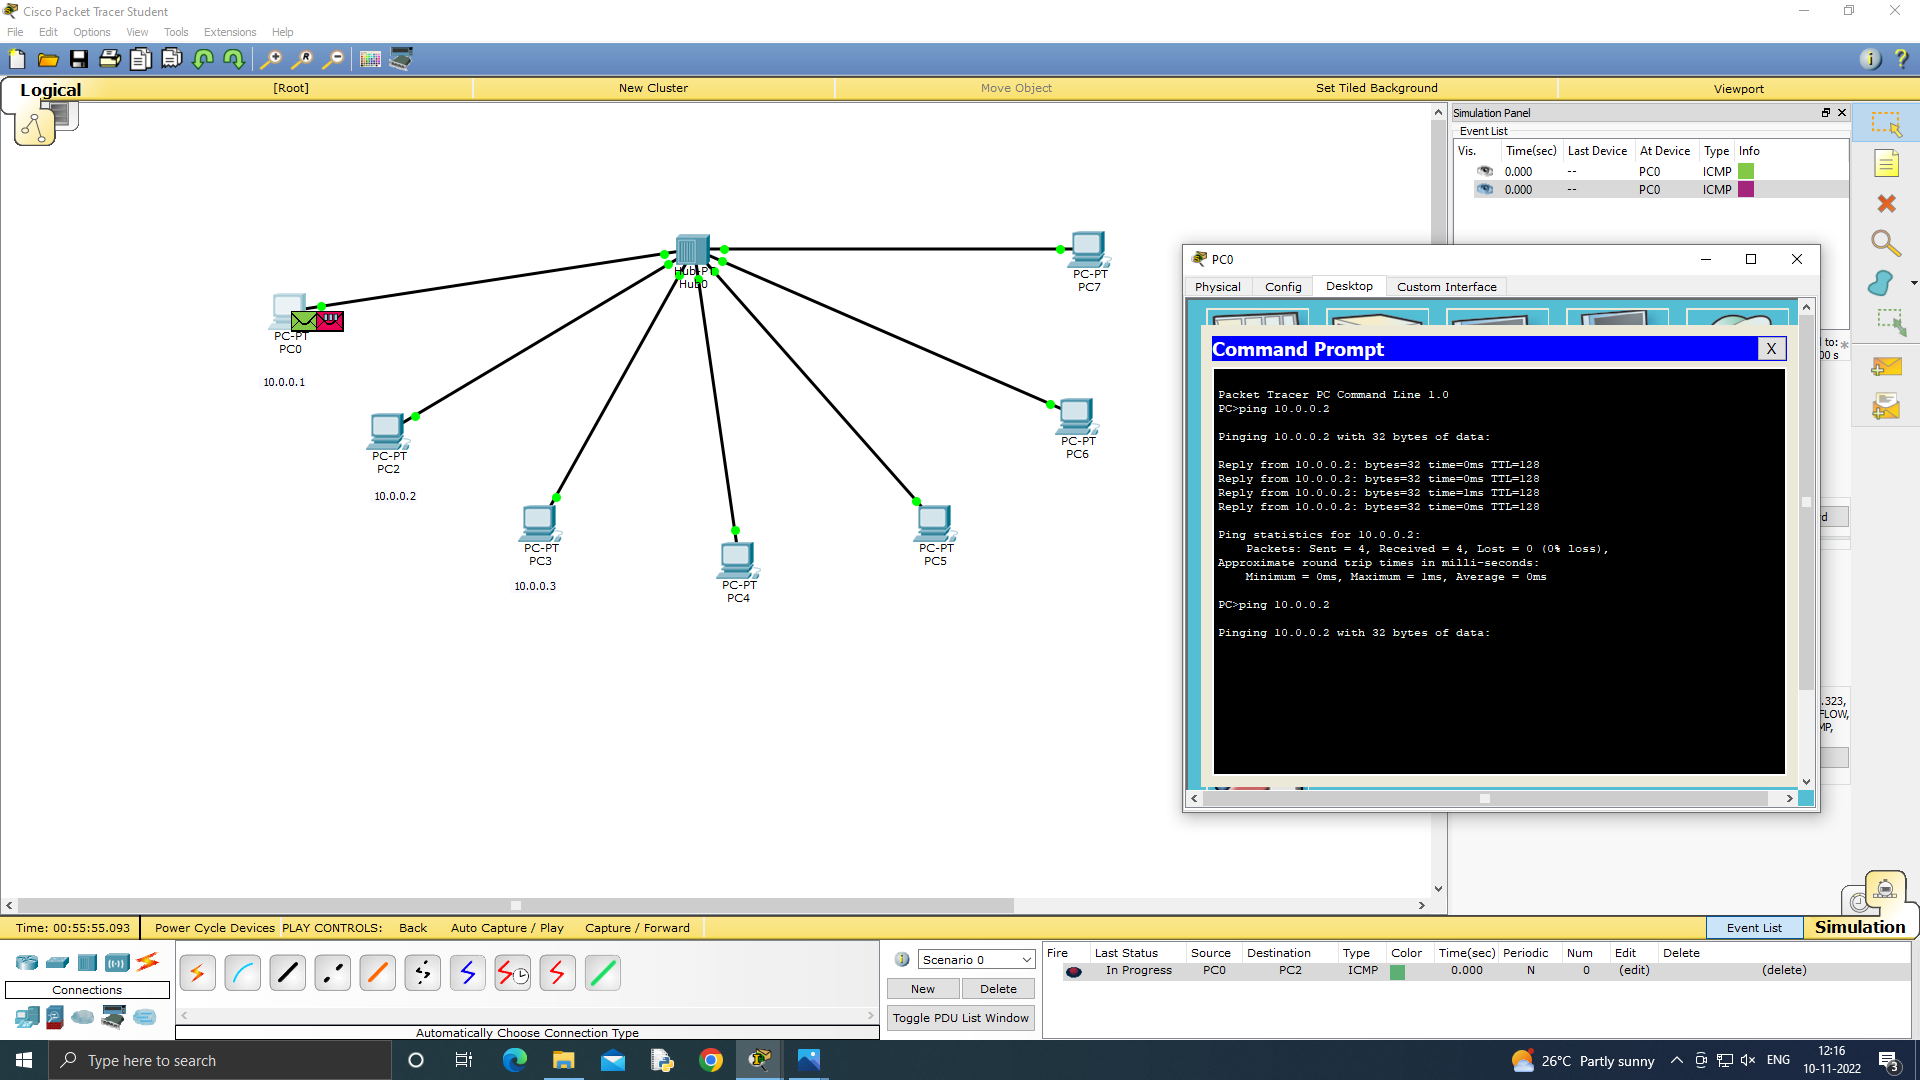 Cisco Packet Tracer Student
File Edit Options View Tools Extensions Help
Logical [Root] New Cluster Move Object Set Tiled Background Viewport
Simulation Panel
Event List
Vis. Time(sec) Last Device At Device Type Info
0.000 -- PC0 ICMP
0.000 -- PC0 ICMP
PC-PT
PC0
10.0.0.1
Hub-PT
Hub0
PC-PT
PC7
PC-PT
PC2
10.0.0.2
PC-PT
PC3
10.0.0.3
PC-PT
PC4
PC-PT
PC5
PC-PT
PC6
PC0
Physical Config Desktop Custom Interface
Command Prompt X
Packet Tracer PC Command Line 1.0
PC>ping 10.0.0.2
Pinging 10.0.0.2 with 32 bytes of data:
Reply from 10.0.0.2: bytes=32 time=0ms TTL=128
Reply from 10.0.0.2: bytes=32 time=0ms TTL=128
Reply from 10.0.0.2: bytes=32 time=1ms TTL=128
Reply from 10.0.0.2: bytes=32 time=0ms TTL=128
Ping statistics for 10.0.0.2:
Packets: Sent = 4, Received = 4, Lost = 0 (0% loss),
Approximate round trip times in milli-seconds:
Minimum = 0ms, Maximum = 1ms, Average = 0ms
PC>ping 10.0.0.2
Pinging 10.0.0.2 with 32 bytes of data:
to:
00 s
.323,
FLOW,
Time: 00:55:55.093 Power Cycle Devices PLAY CONTROLS: Back Auto Capture / Play Capture / Forward Event List Simulation
Connections
Automatically Choose Connection Type
Scenario 0
New Delete
Toggle PDU List Window
Fire Last Status Source Destination Type Color Time(sec) Periodic Num Edit Delete
In Progress PC0 PC2 ICMP 0.000 N 0 (edit) (delete)
Type here to search
26°C Partly sunny ENG
12:16
10-11-2022
3